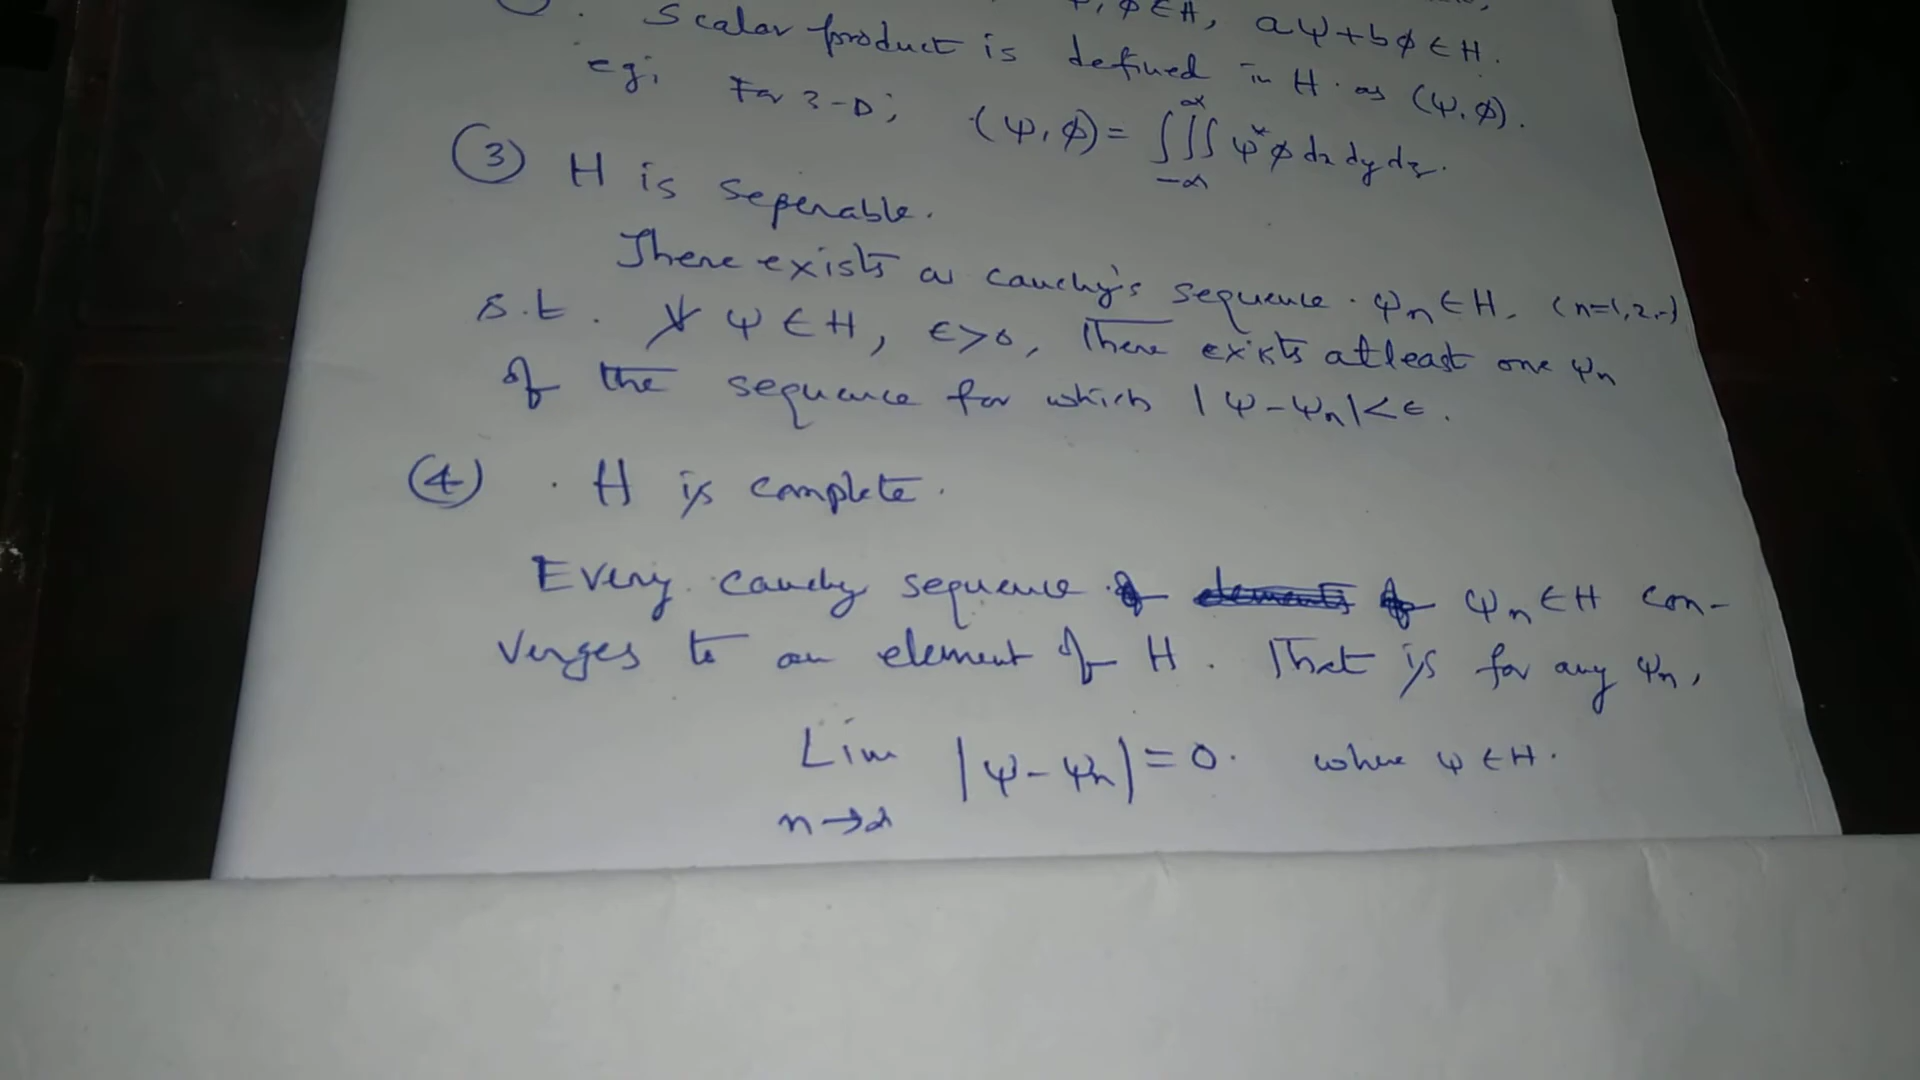 ψ, ϕ ∈ H, aψ+bϕ ∈ H.
Scalar product is defined in H. as (ψ,ϕ).
eg; For 3-D; (ψ,ϕ) = ∫∫∫ ψ*ϕ dx dy dz.
-∞ ∞
③ H is seperable.
There exists a cauchy's sequence. ψn ∈ H. (n=1,2,-)
s.t. ∀ ψ ∈ H, ϵ>0, There exists atleast one ψn
of the sequence for which |ψ-ψn|<ϵ.
④ H is complete.
Every cauchy sequence ψn ∈ H con-
verges to an element of H. That is for any ψn,
Lim |ψ-ψn| = 0. where ψ ∈ H.
n→∞